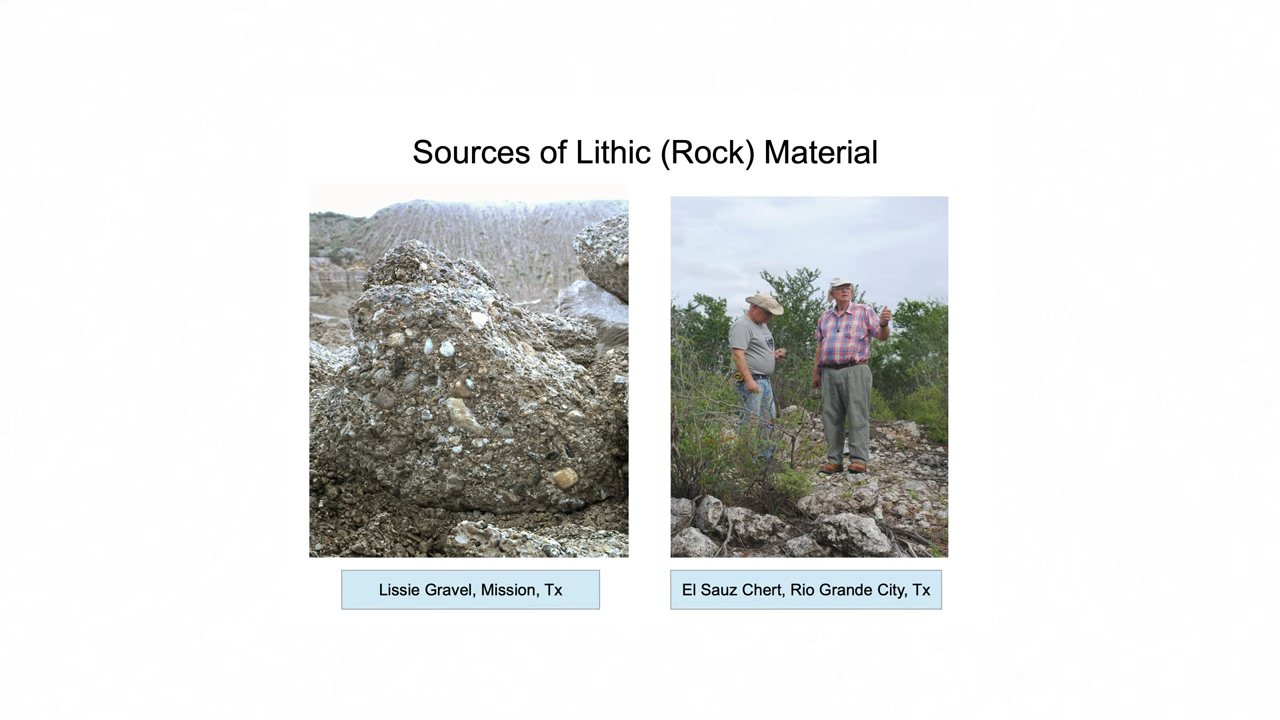 Sources of Lithic (Rock) Material
Lissie Gravel, Mission, Tx
El Sauz Chert, Rio Grande City, Tx